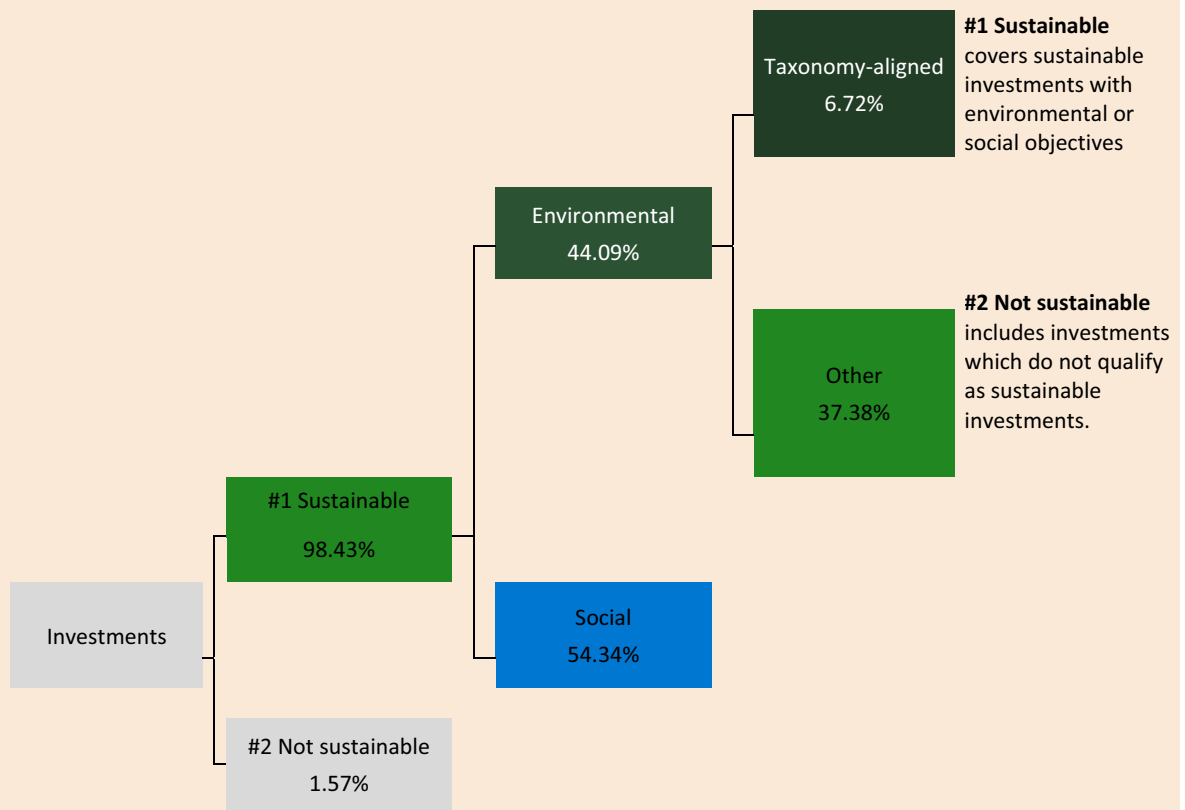 Taxonomy-aligned
6.72%
#1 Sustainable
covers sustainable
investments with
environmental or
social objectives
Environmental
44.09%
#2 Not sustainable
includes investments
which do not qualify
as sustainable
investments.
Other
37.38%
#1 Sustainable
98.43%
Investments
Social
54.34%
#2 Not sustainable
1.57%